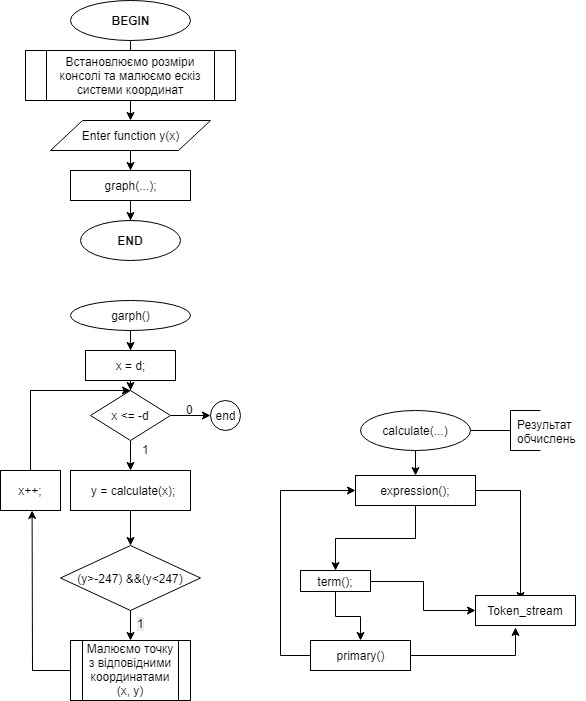 BEGIN
Встановлюємо розміри
консолі та малюємо ескіз
системи координат
Enter function y(x)
graph(...);
END
garph()
x = d;
x <= -d
0
end
1
x++;
y = calculate(x);
(y>-247) &&(y<247)
1
Малюємо точку
з відповідними
координатами
(x, y)
calculate(...)
Результат
обчислень
expression();
term();
Token_stream
primary()